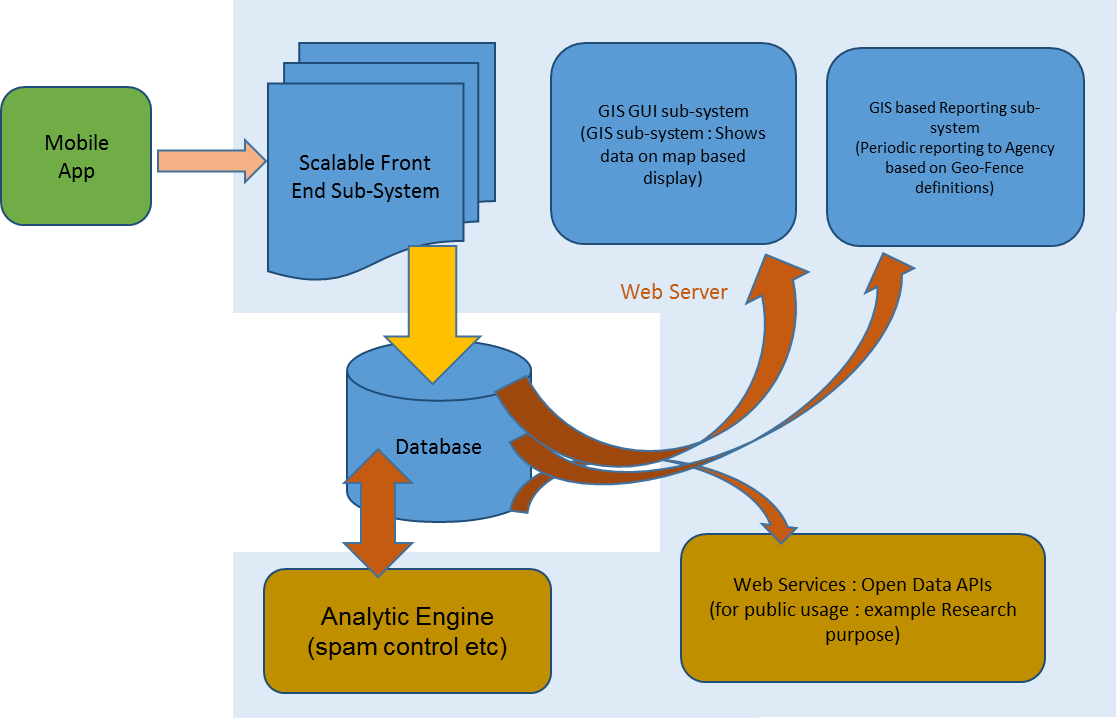 Mobile
App
Scalable Front
End Sub-System
GIS GUI sub-system
(GIS sub-system : Shows
data on map based
display)
GIS based Reporting sub-
system
(Periodic reporting to Agency
based on Geo-Fence
definitions)
Web Server
Database
Analytic Engine
(spam control etc)
Web Services : Open Data APIs
(for public usage : example Research
purpose)